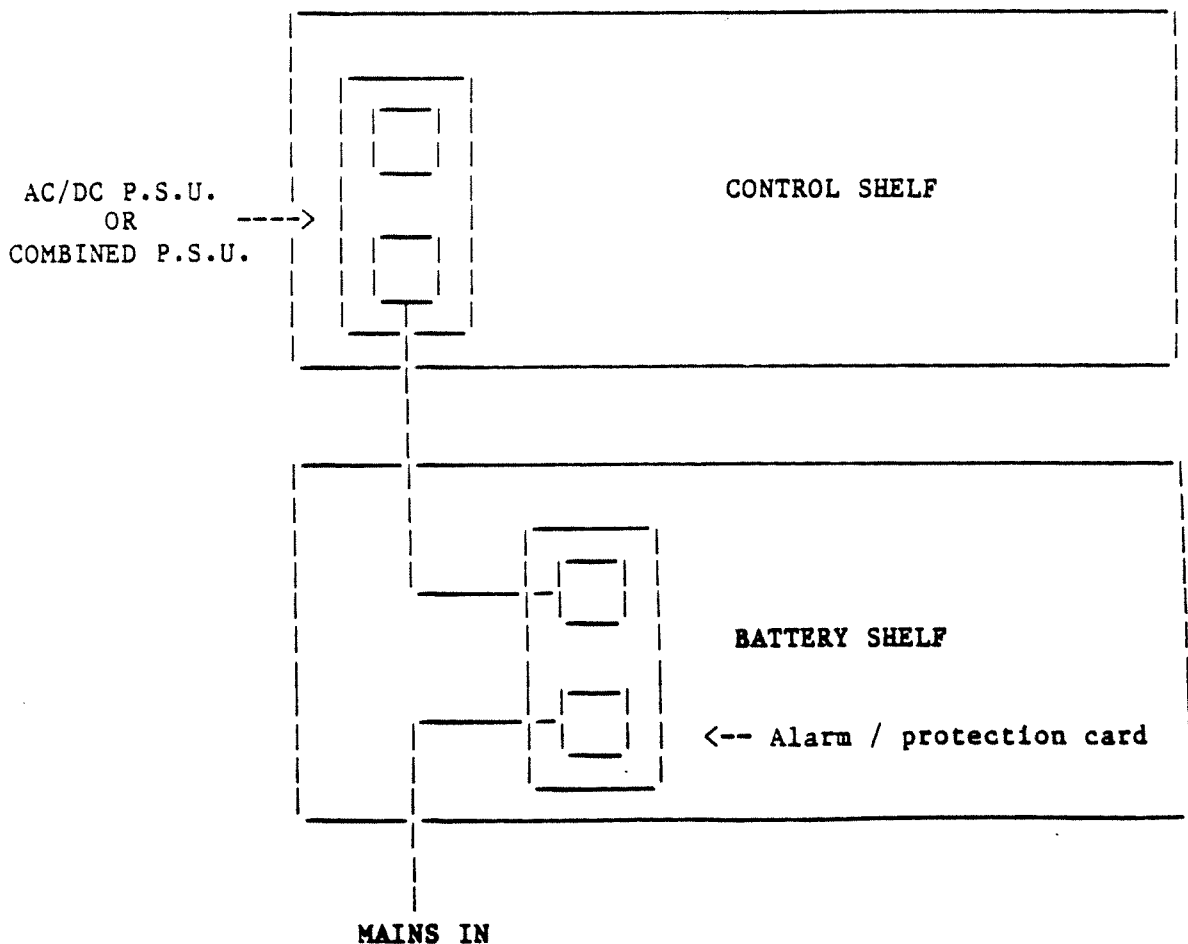 CONTROL SHELF
AC/DC P.S.U.
OR ---->
COMBINED P.S.U.
BATTERY SHELF
<-- Alarm / protection card
MAINS IN